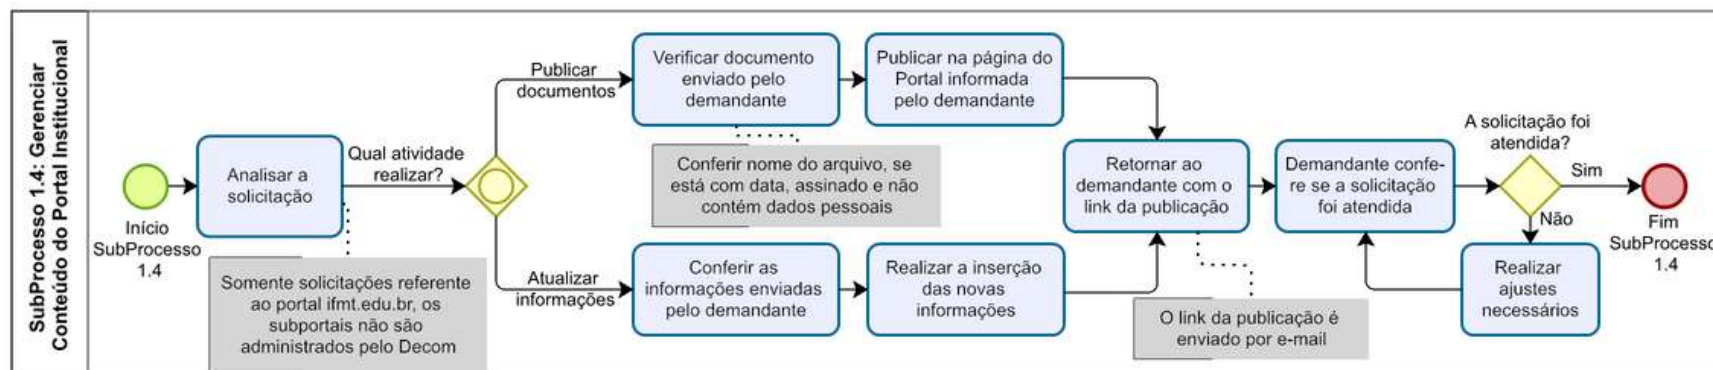 SubProcesso 1.4: Gerenciar
Conteúdo do Portal Institucional
Início
SubProcesso
1.4
Analisar a
solicitação
Somente solicitações referente
ao portal ifmt.edu.br, os
subportais não são
administrados pelo Decom
Qual atividade
realizar?
Publicar
documentos
Verificar documento
enviado pelo
demandante
Conferir nome do arquivo, se
está com data, assinado e não
contém dados pessoais
Publicar na página do
Portal informada
pelo demandante
Atualizar
informações
Conferir as
informações enviadas
pelo demandante
Realizar a inserção
das novas
informações
Retornar ao
demandante com o
link da publicação
O link da publicação é
enviado por e-mail
Demandante confe-
re se a solicitação
foi atendida
A solicitação foi
atendida?
Sim
Não
Realizar
ajustes
necessários
Fim
SubProcesso
1.4